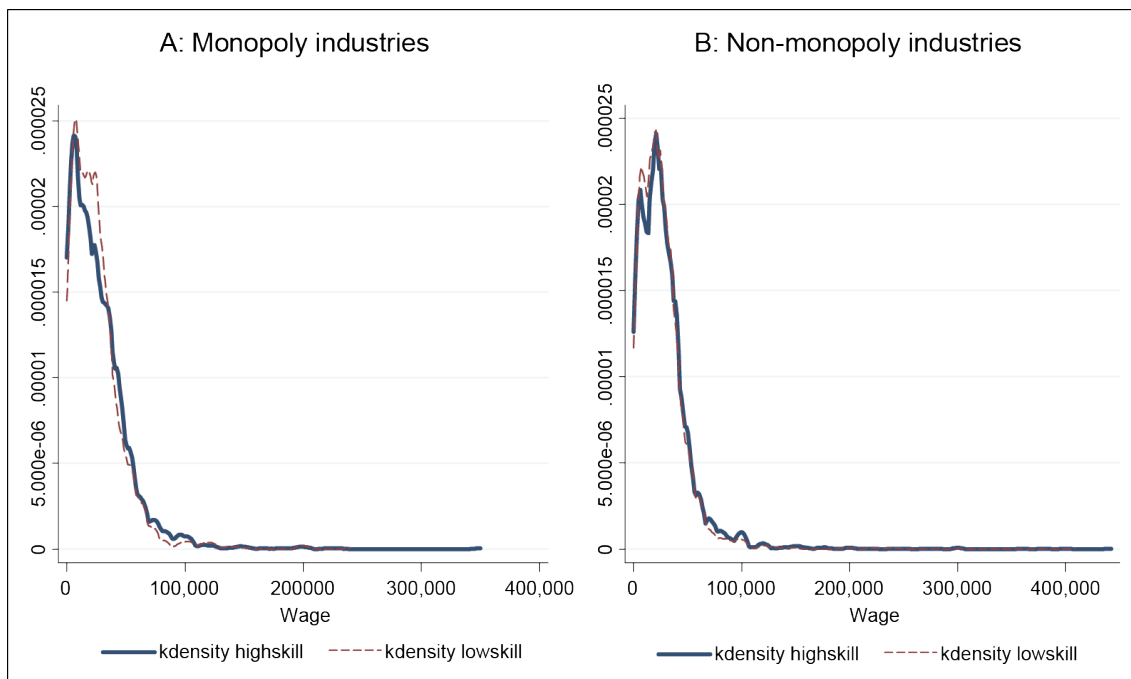 A: Monopoly industries
.000025
.00002
.000015
.00001
5.000e-06
0
0
100,000
200,000
300,000
400,000
Wage
kdensity highskill
kdensity lowskill
B: Non-monopoly industries
.000025
.00002
.000015
.00001
5.000e-06
0
0
100,000
200,000
300,000
400,000
Wage
kdensity highskill
kdensity lowskill